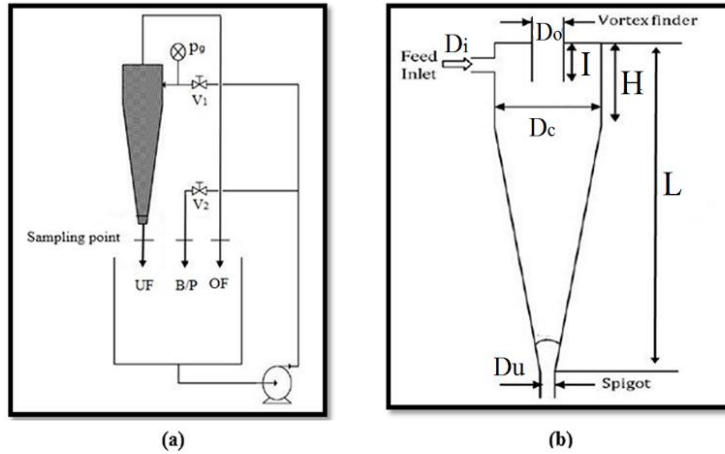 Pg
V1
V2
Sampling point
UF
B/P
OF
(a)
Do
Vortex finder
Di
Feed
Inlet
I
H
Dc
L
Du
Spigot
(b)